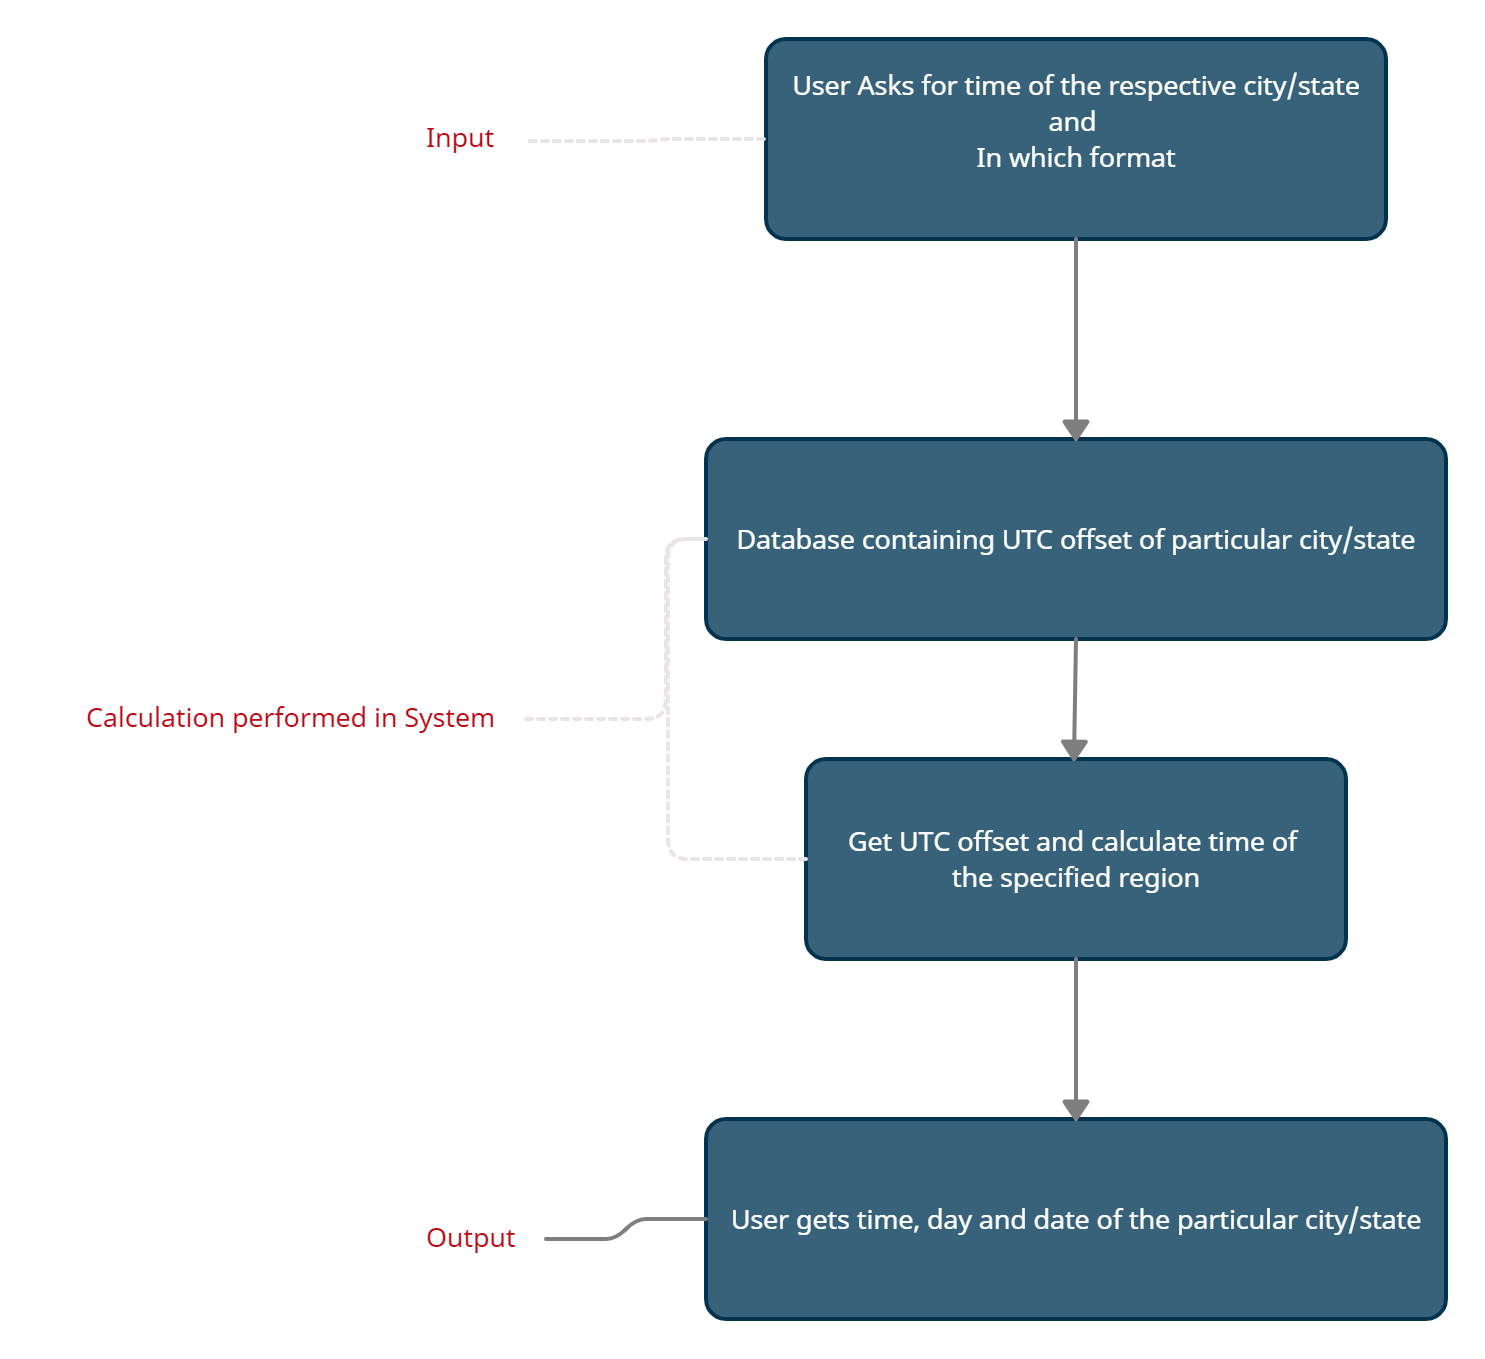 User Asks for time of the respective city/state
and
In which format
Input
Database containing UTC offset of particular city/state
Calculation performed in System
Get UTC offset and calculate time of
the specified region
User gets time, day and date of the particular city/state
Output